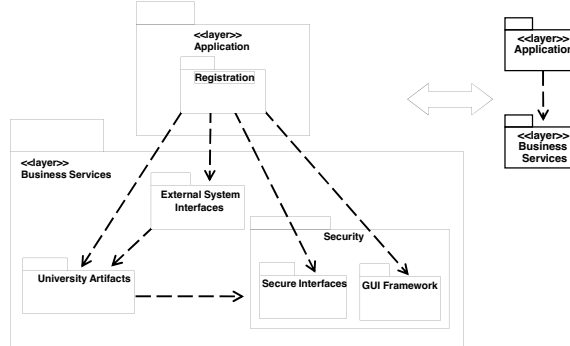 <<layer>>
Application
Registration
<<layer>>
Business Services
External System
Interfaces
Security
University Artifacts
Secure Interfaces
GUI Framework
<<layer>>
Application
<<layer>>
Business
Services